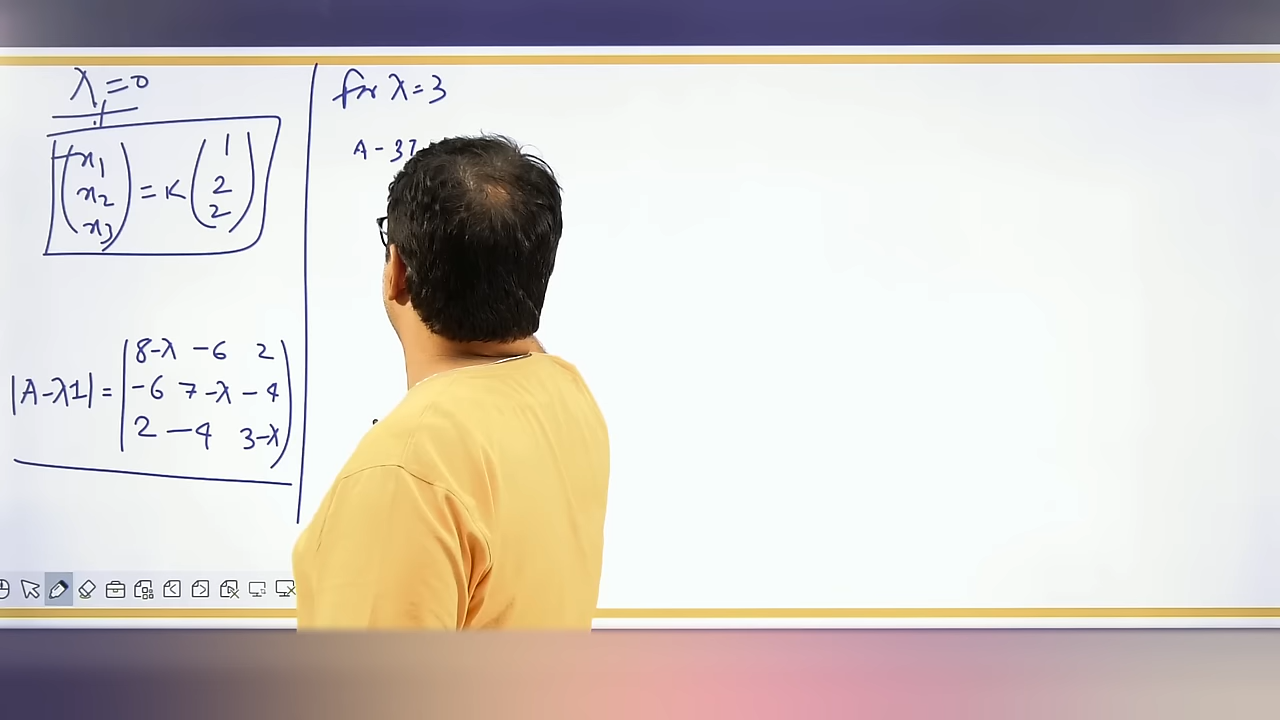 λ₁=0
(x₁ x₂ x₃) = K (1 2 2)
|A-λI| = |8-λ -6 2
-6 7-λ -4
2 -4 3-λ|
for λ=3
A-3I